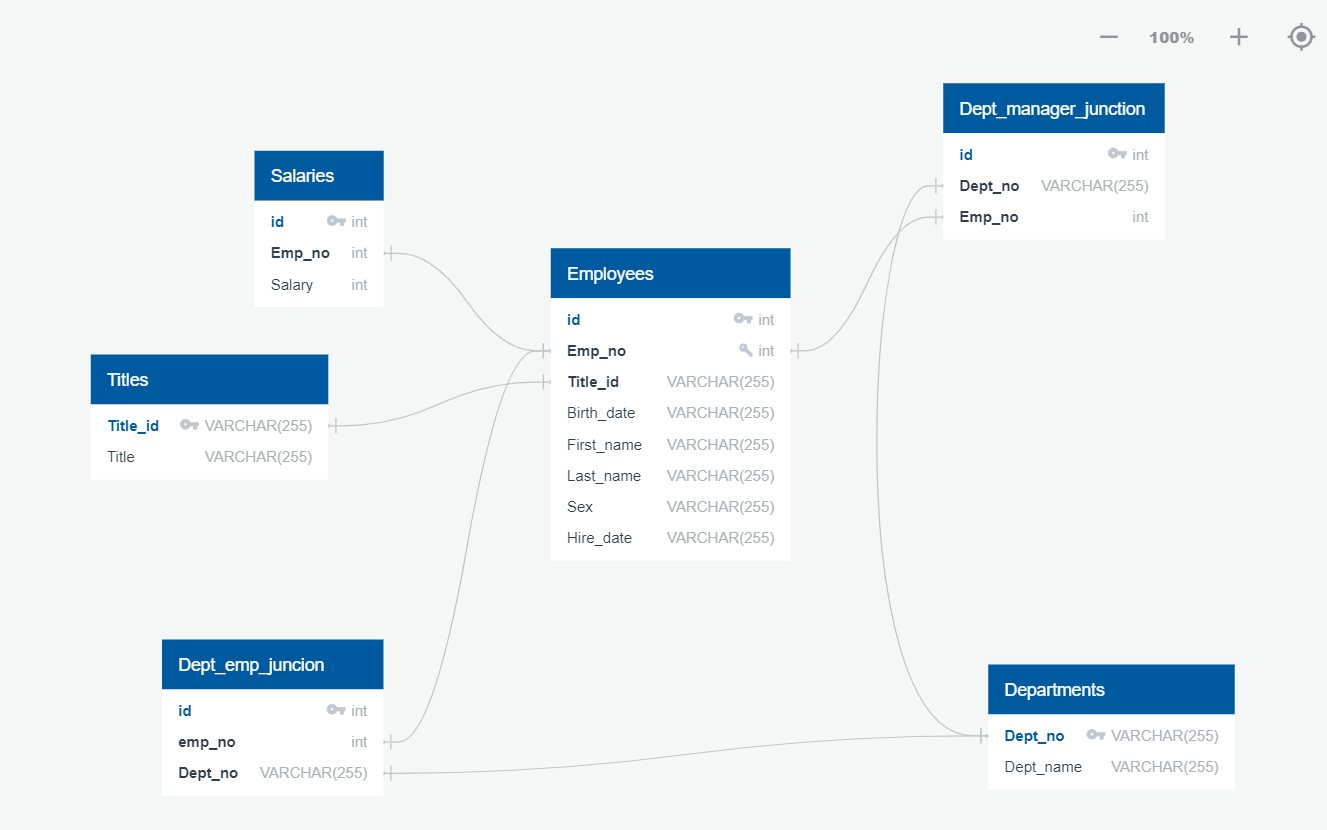 100%
Dept_manager_junction
id int
Dept_no VARCHAR(255)
Emp_no int
Salaries
id int
Emp_no int
Salary int
Employees
id int
Emp_no int
Title_id VARCHAR(255)
Birth_date VARCHAR(255)
First_name VARCHAR(255)
Last_name VARCHAR(255)
Sex VARCHAR(255)
Hire_date VARCHAR(255)
Titles
Title_id VARCHAR(255)
Title VARCHAR(255)
Dept_emp_juncion
id int
emp_no int
Dept_no VARCHAR(255)
Departments
Dept_no VARCHAR(255)
Dept_name VARCHAR(255)